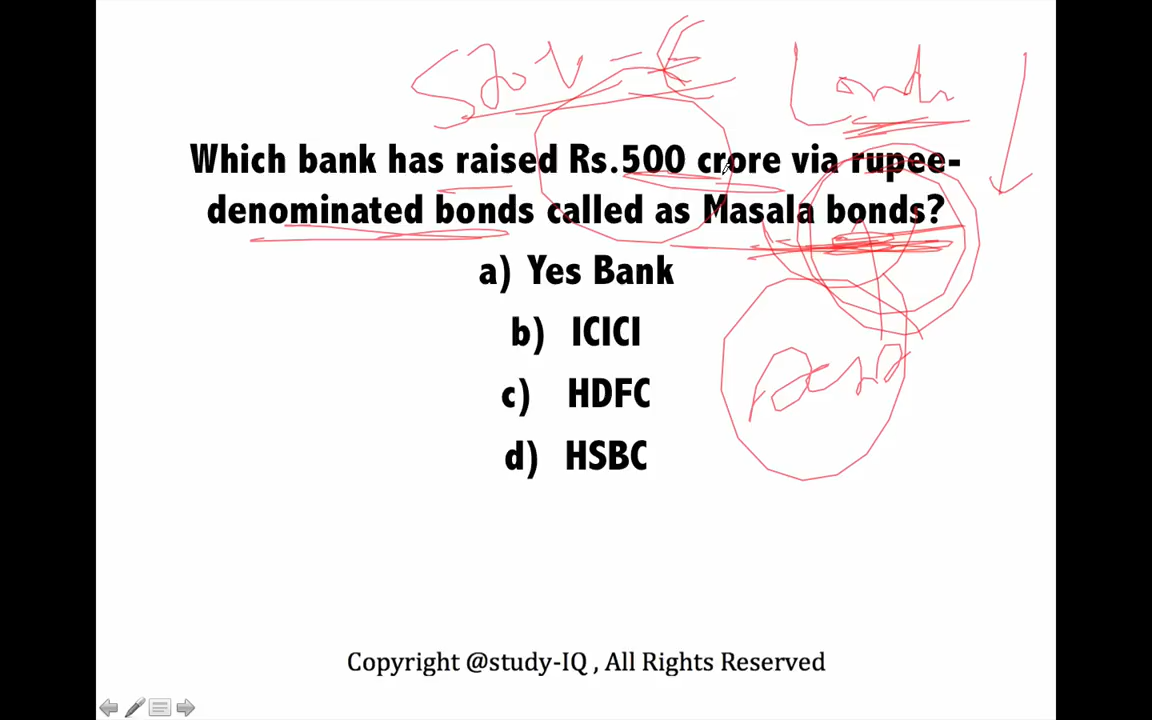 Which bank has raised Rs.500 crore via rupee-
denominated bonds called as Masala bonds?
a) Yes Bank
b) ICICI
c) HDFC
d) HSBC
Copyright @study-IQ , All Rights Reserved